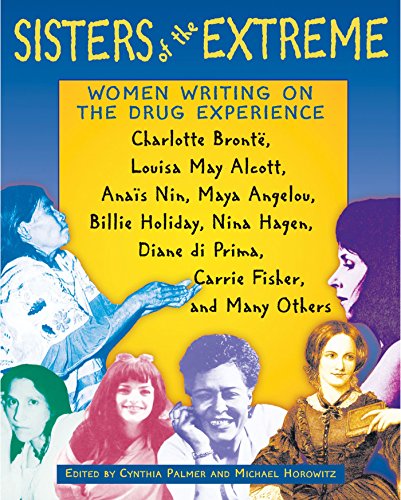 SISTERS of the EXTREME
WOMEN WRITING ON
THE DRUG EXPERIENCE
Charlotte Brontë,
Louisa May Alcott,
Anaïs Nin, Maya Angelou,
Billie Holiday, Nina Hagen,
Diane di Prima,
Carrie Fisher,
and Many Others
EDITED BY CYNTHIA PALMER AND MICHAEL HOROWITZ